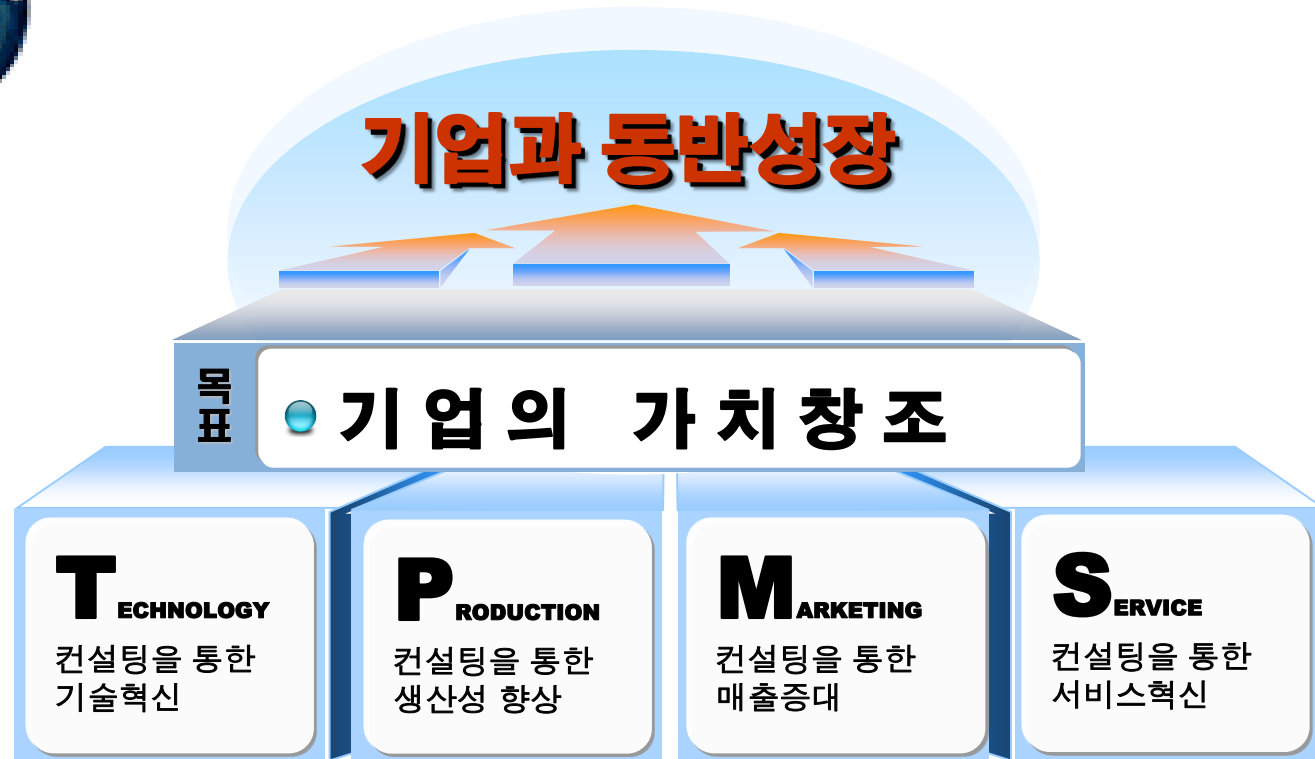 기업과 동반성장
목표
기업의 가치창조
TECHNOLOGY
컨설팅을 통한
기술혁신
PRODUCTION
컨설팅을 통한
생산성 향상
MARKETING
컨설팅을 통한
매출증대
SERVICE
컨설팅을 통한
서비스혁신